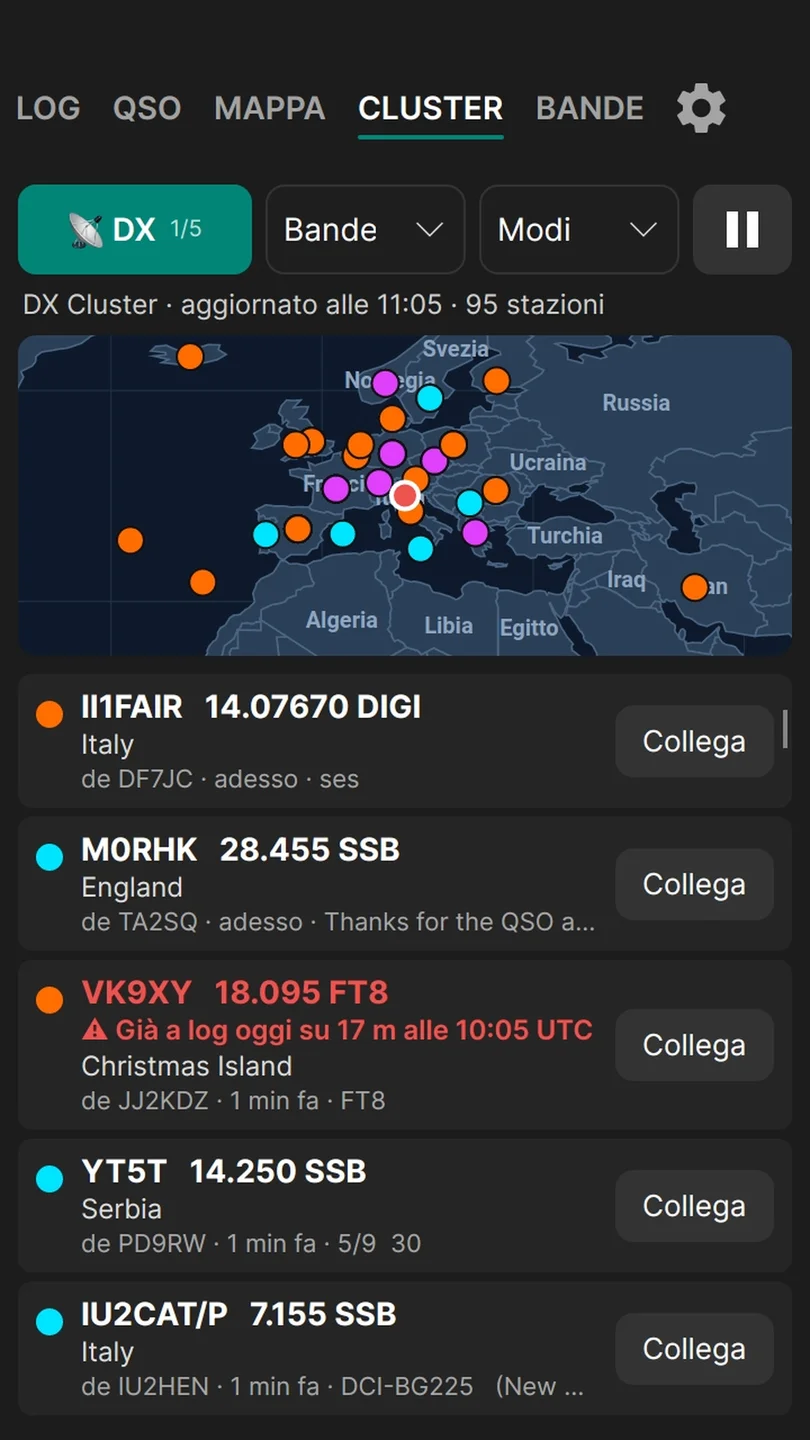 LOG QSO MAPPA CLUSTER BANDE
DX 1/5 Bande Modi
DX Cluster · aggiornato alle 11:05 · 95 stazioni
Svezia
Russia
Ucraina
Turchia
Iraq
Algeria Libia Egitto
II1FAIR 14.07670 DIGI
Italy
de DF7JC · adesso · ses
Collega
M0RHK 28.455 SSB
England
de TA2SQ · adesso · Thanks for the QSO a...
Collega
VK9XY 18.095 FT8
⚠ Già a log oggi su 17 m alle 10:05 UTC
Christmas Island
de JJ2KDZ · 1 min fa · FT8
Collega
YT5T 14.250 SSB
Serbia
de PD9RW · 1 min fa · 5/9 30
Collega
IU2CAT/P 7.155 SSB
Italy
de IU2HEN · 1 min fa · DCI-BG225 (New ...
Collega